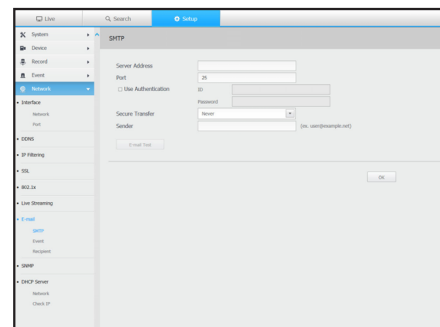 Live
Search
Setup
System
Device
Record
Event
Network
Interface
Network
Port
DDNS
IP Filtering
SSL
802.1x
Live Streaming
E-mail
SMTP
Event
Recipient
SNMP
DHCP Server
Network
Check IP
SMTP
Server Address
Port 25
Use Authentication ID
Password
Secure Transfer Never
Sender (ex. user@example.net)
E-mail Test
OK